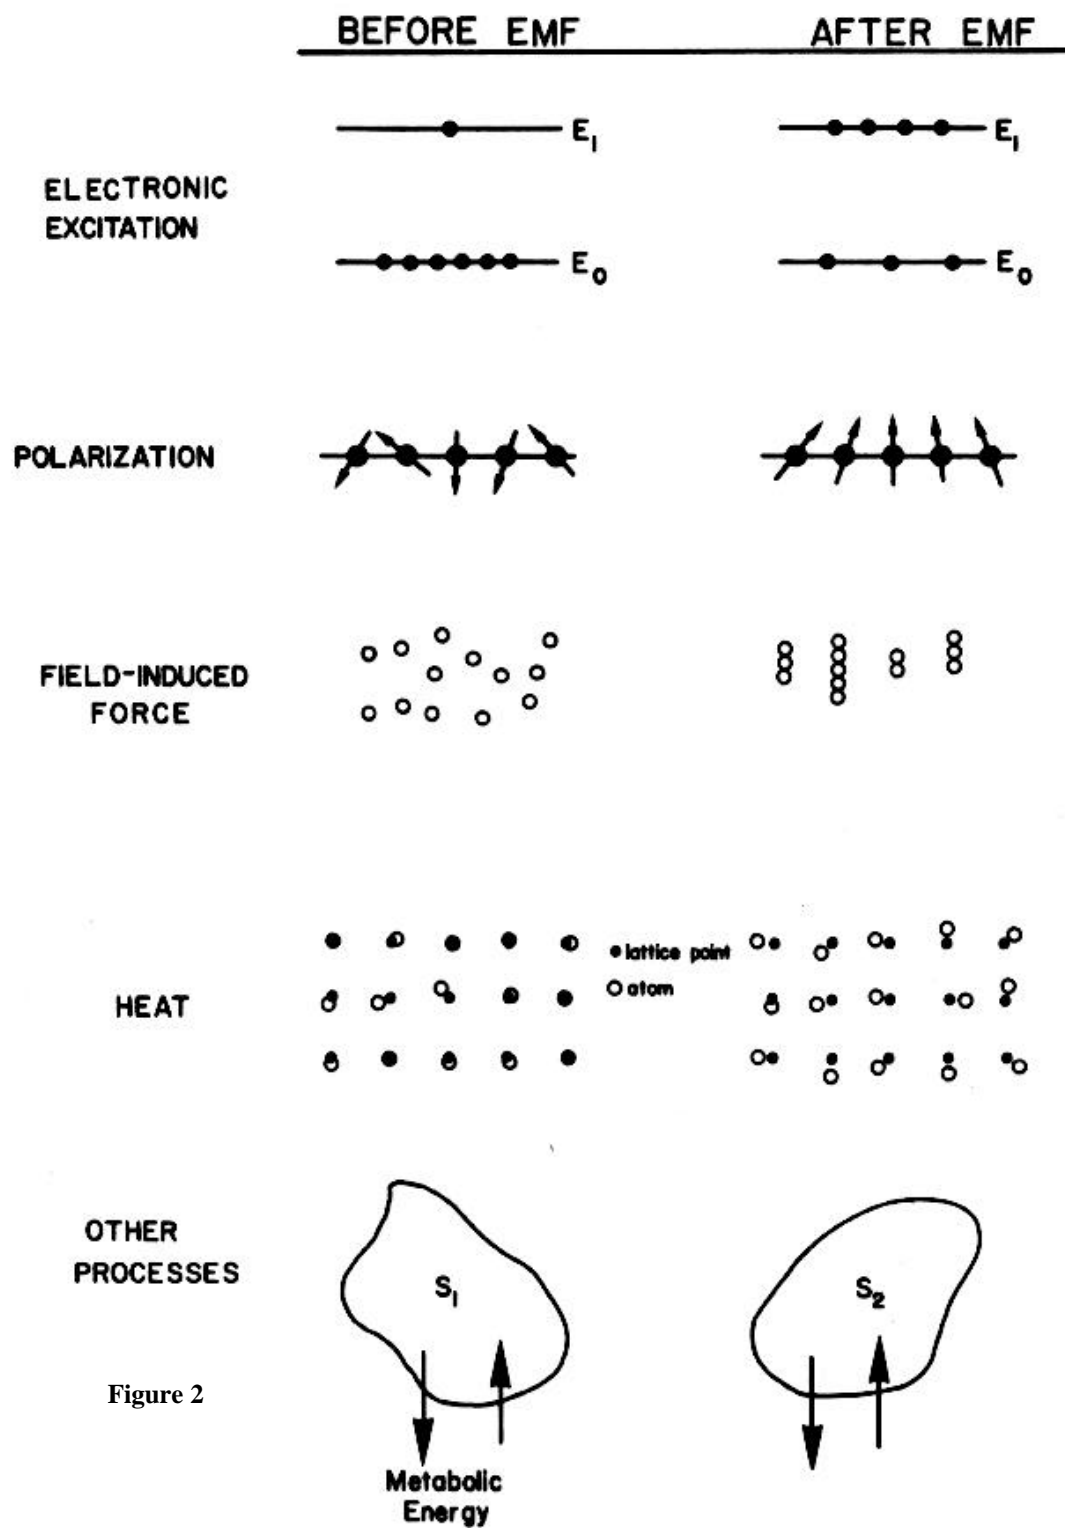 BEFORE EMF
AFTER EMF
ELECTRONIC
EXCITATION
E1
E0
E1
E0
POLARIZATION
FIELD-INDUCED
FORCE
HEAT
lattice point
atom
OTHER
PROCESSES
S1
S2
Figure 2
Metabolic
Energy